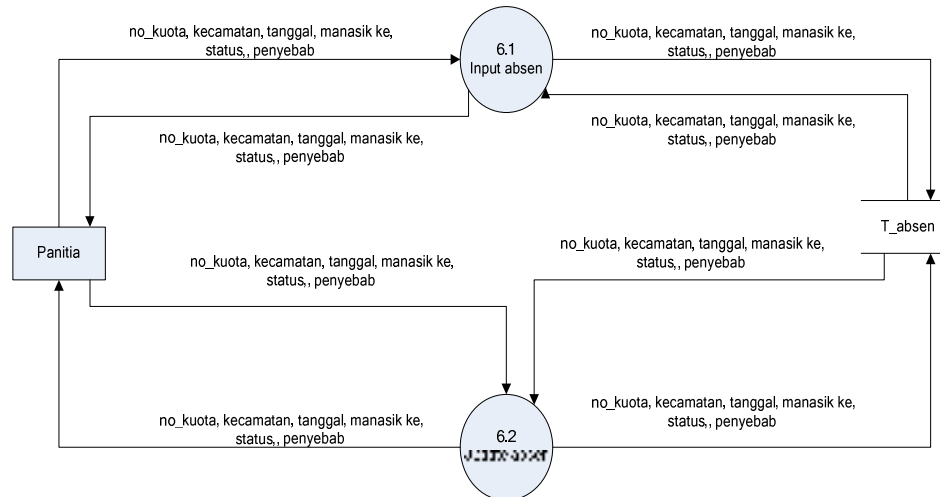 no_kuota, kecamatan, tanggal, manasik ke,
status,, penyebab
6.1
Input absen
no_kuota, kecamatan, tanggal, manasik ke,
status,, penyebab
no_kuota, kecamatan, tanggal, manasik ke,
status,, penyebab
no_kuota, kecamatan, tanggal, manasik ke,
status,, penyebab
Panitia
T_absen
no_kuota, kecamatan, tanggal, manasik ke,
status,, penyebab
no_kuota, kecamatan, tanggal, manasik ke,
status,, penyebab
no_kuota, kecamatan, tanggal, manasik ke,
status,, penyebab
6.2
no_kuota, kecamatan, tanggal, manasik ke,
status,, penyebab